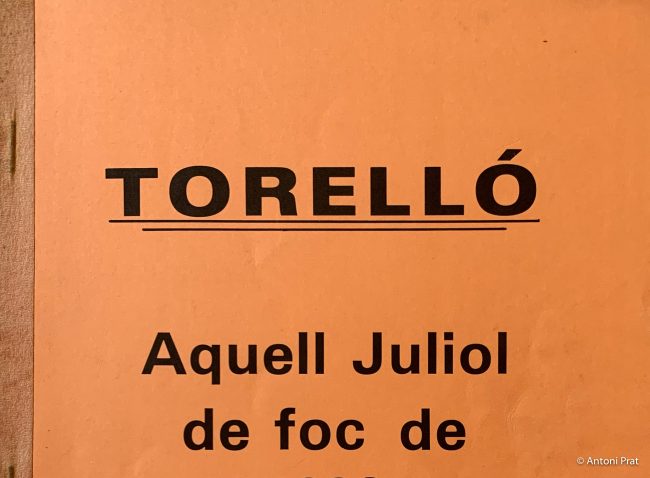 TORELLÓ
Aquell Juliol
de foc de
© Antoni Prat